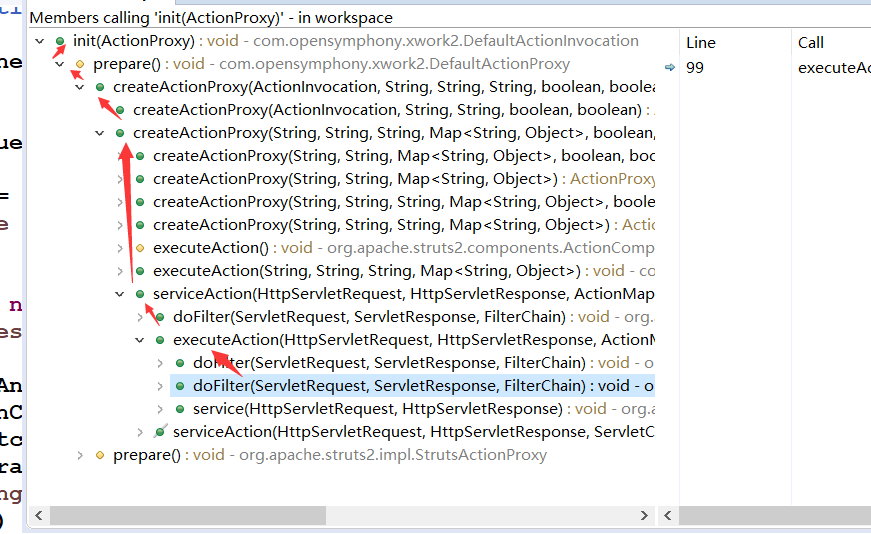 Members calling 'init(ActionProxy)' - in workspace
init(ActionProxy) : void - com.opensymphony.xwork2.DefaultActionInvocation
prepare() : void - com.opensymphony.xwork2.DefaultActionProxy
createActionProxy(ActionInvocation, String, String, String, boolean, boolea
createActionProxy(ActionInvocation, String, String, boolean, boolean) :
createActionProxy(String, String, String, Map<String, Object>, boolean,
createActionProxy(String, String, Map<String, Object>, boolean, boo
createActionProxy(String, String, Map<String, Object>) : ActionProxy
createActionProxy(String, String, String, Map<String, Object>, boole
createActionProxy(String, String, String, Map<String, Object>) : Actio
executeAction() : void - org.apache.struts2.components.ActionComp
executeAction(String, String, String, Map<String, Object>) : void - co
serviceAction(HttpServletRequest, HttpServletResponse, ActionMap
doFilter(ServletRequest, ServletResponse, FilterChain) : void - org.
executeAction(HttpServletRequest, HttpServletResponse, ActionM
doFilter(ServletRequest, ServletResponse, FilterChain) : void - o
doFilter(ServletRequest, ServletResponse, FilterChain) : void - o
service(HttpServletRequest, HttpServletResponse) : void - org.a
serviceAction(HttpServletRequest, HttpServletResponse, ServletC
prepare() : void - org.apache.struts2.impl.StrutsActionProxy
Line Call
99 executeAc